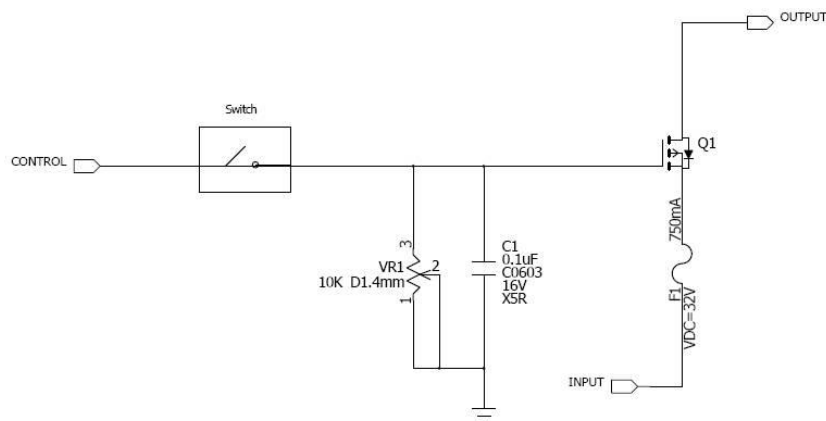 OUTPUT
Switch
CONTROL
Q1
750mA
3
VR1
2
10K D1.4mm
1
C1
0.1uF
C0603
16V
X5R
F1
VDC=32V
INPUT